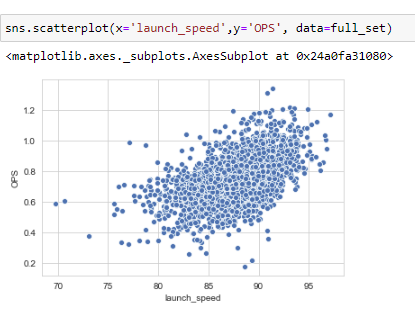 sns.scatterplot(x='launch_speed',y='OPS', data=full_set)
<matplotlib.axes._subplots.AxesSubplot at 0x24a0fa31080>
1.2
1.0
0.8
OPS
0.6
0.4
0.2
70 75 80 85 90 95
launch_speed